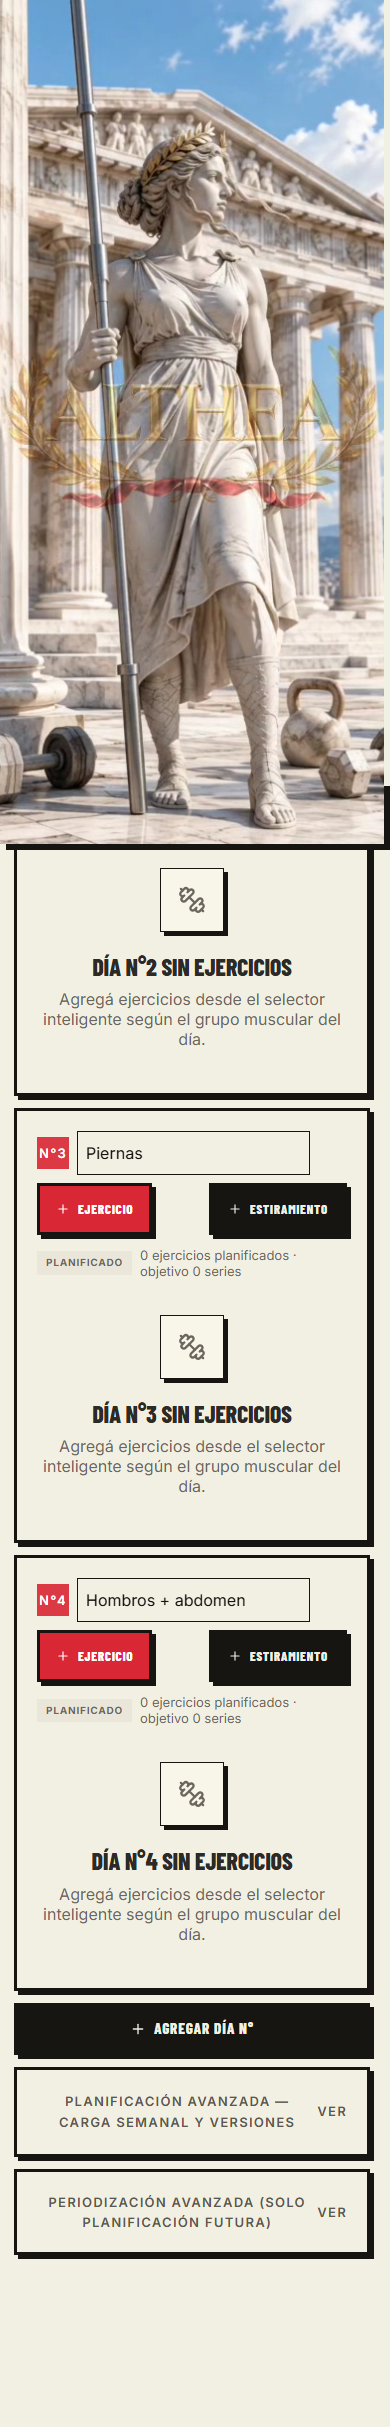 ALTHEA
DÍA N°2 SIN EJERCICIOS
Agregá ejercicios desde el selector
inteligente según el grupo muscular del
día.
N°3
Piernas
+ EJERCICIO
+ ESTIRAMIENTO
PLANIFICADO
0 ejercicios planificados ·
objetivo 0 series
DÍA N°3 SIN EJERCICIOS
Agregá ejercicios desde el selector
inteligente según el grupo muscular del
día.
N°4
Hombros + abdomen
+ EJERCICIO
+ ESTIRAMIENTO
PLANIFICADO
0 ejercicios planificados ·
objetivo 0 series
DÍA N°4 SIN EJERCICIOS
Agregá ejercicios desde el selector
inteligente según el grupo muscular del
día.
+ AGREGAR DÍA N°
PLANIFICACIÓN AVANZADA —
CARGA SEMANAL Y VERSIONES
VER
PERIODIZACIÓN AVANZADA (SOLO
PLANIFICACIÓN FUTURA)
VER